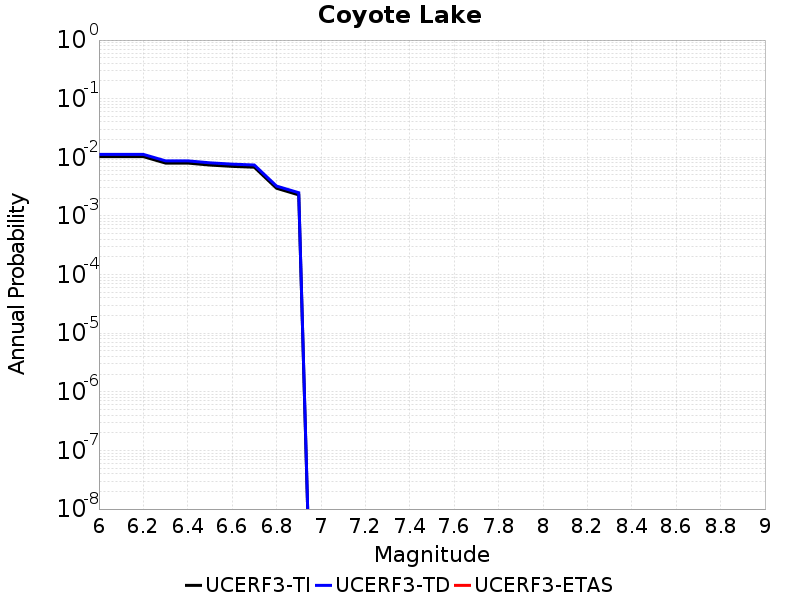 Coyote Lake
10^0
10^-1
10^-2
10^-3
10^-4
10^-5
10^-6
10^-7
10^-8
Annual Probability
6 6.2 6.4 6.6 6.8 7 7.2 7.4 7.6 7.8 8 8.2 8.4 8.6 8.8 9
Magnitude
UCERF3-TI UCERF3-TD UCERF3-ETAS